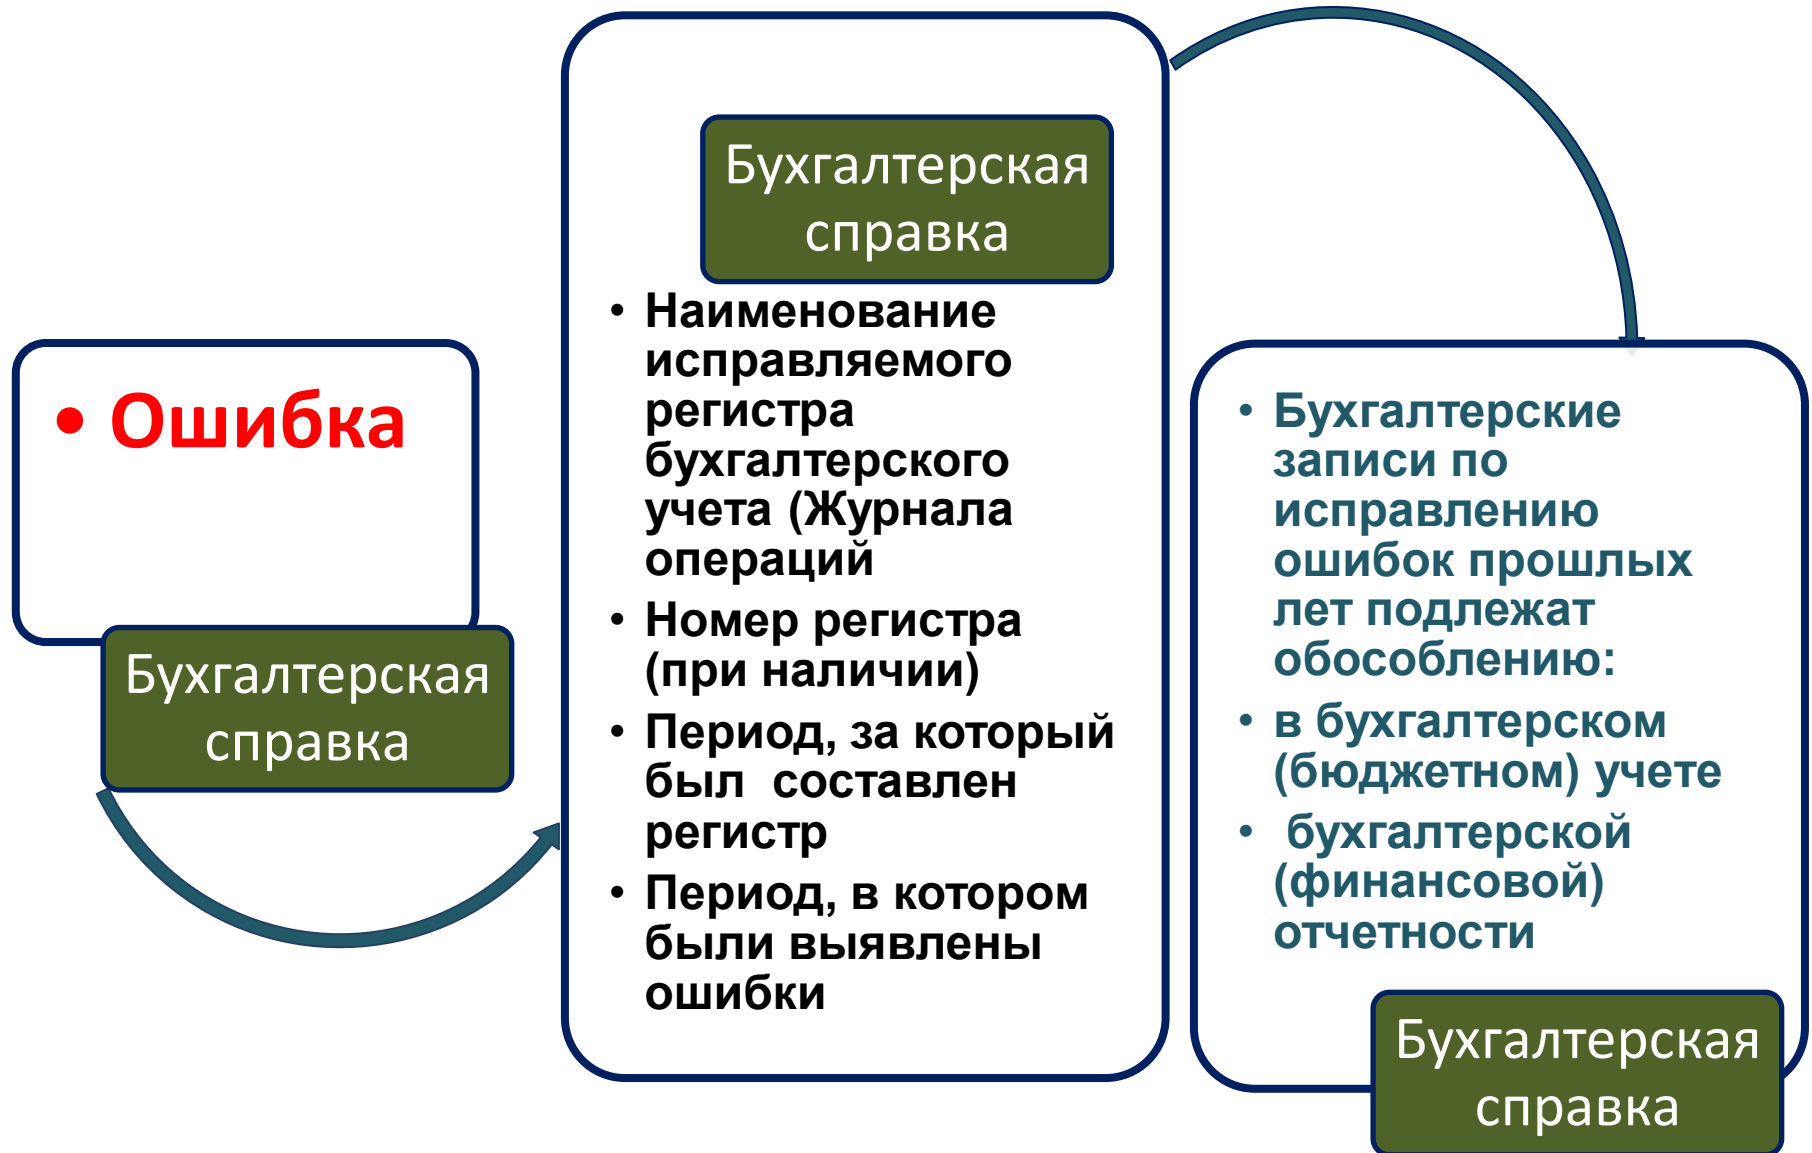 • Ошибка
Бухгалтерская
справка
Бухгалтерская
справка
• Наименование
исправляемого
регистра
бухгалтерского
учета (Журнала
операций
• Номер регистра
(при наличии)
• Период, за который
был  составлен
регистр
• Период, в котором
были выявлены
ошибки
• Бухгалтерские
записи по
исправлению
ошибок прошлых
лет подлежат
обособлению:
• в бухгалтерском
(бюджетном) учете
•  бухгалтерской
(финансовой)
отчетности
Бухгалтерская
справка